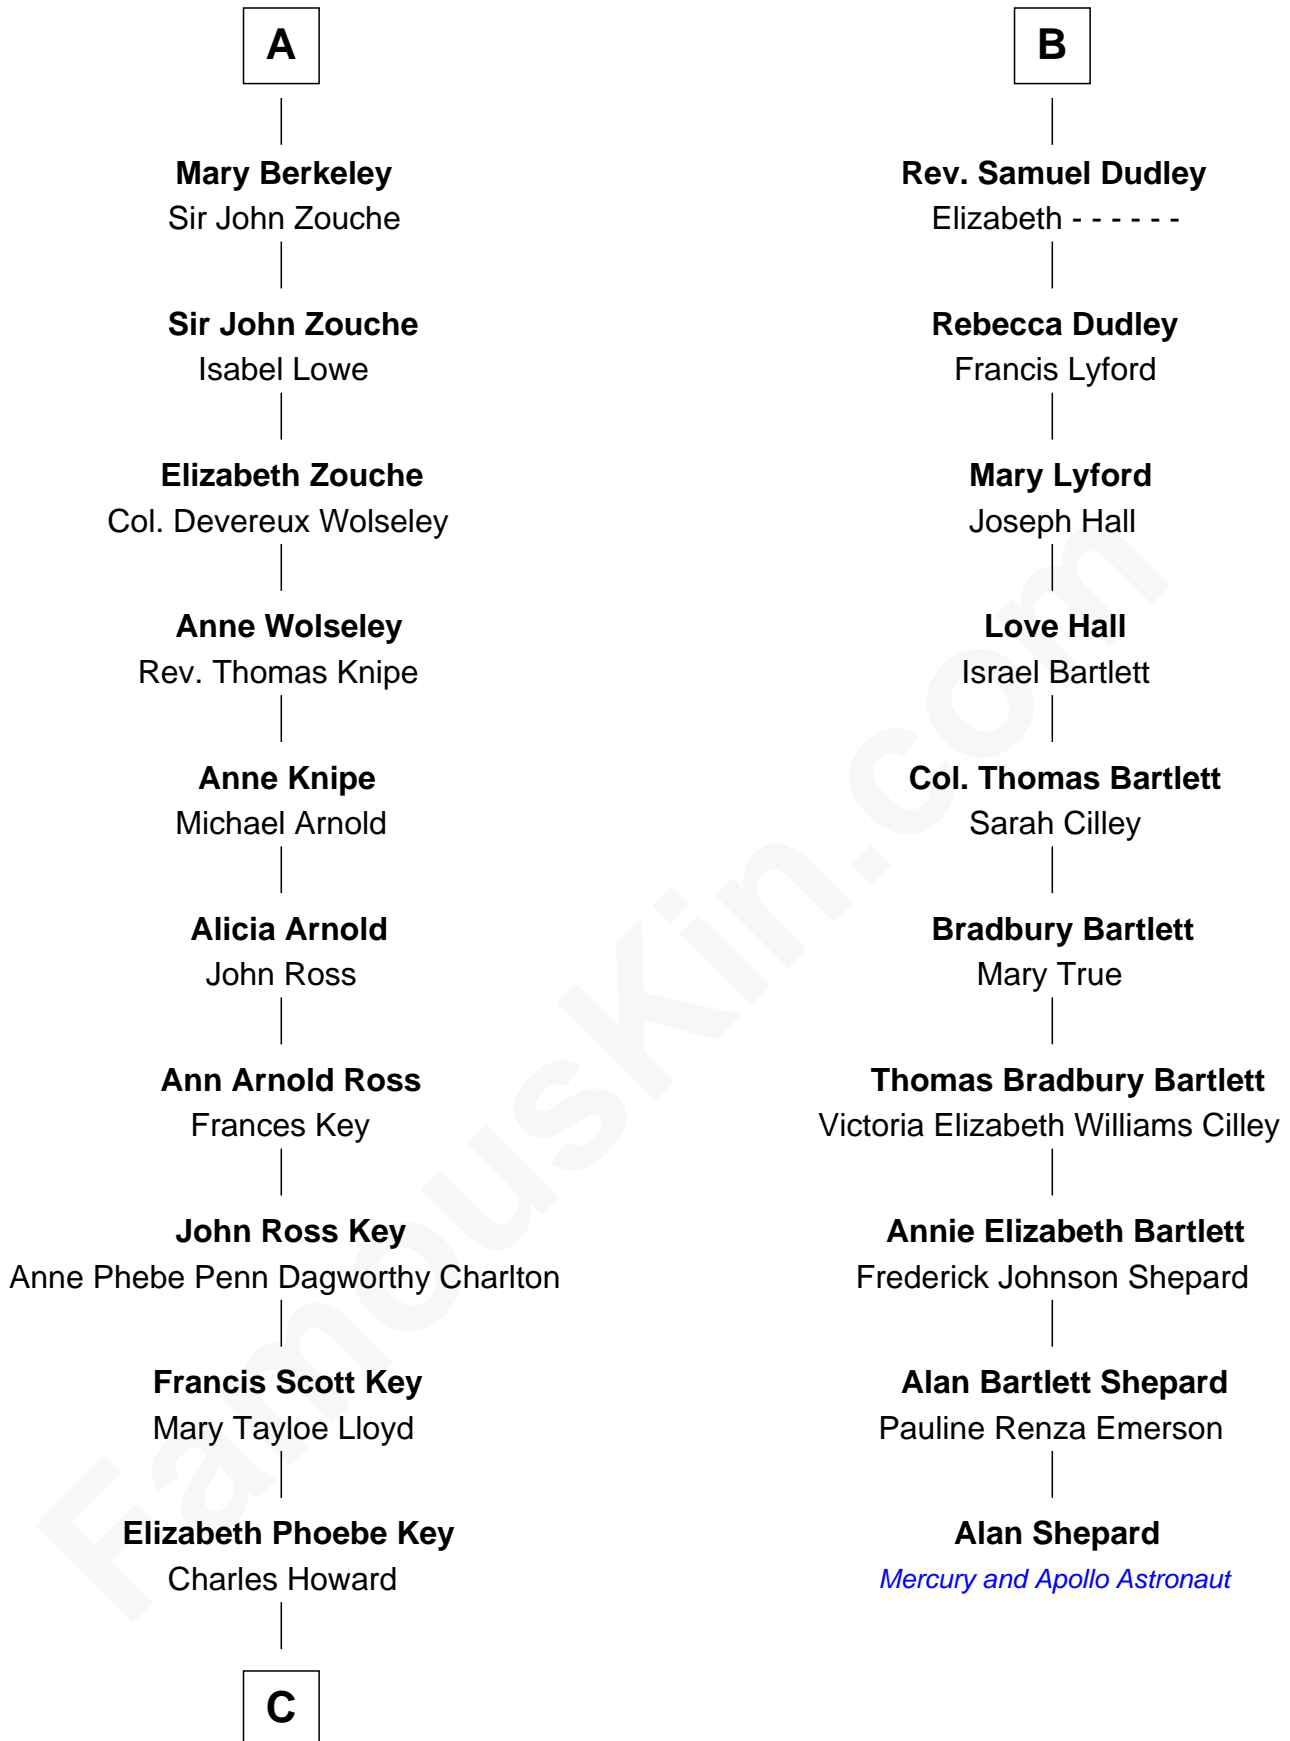 A
Mary Berkeley
Sir John Zouche
Sir John Zouche
Isabel Lowe
Elizabeth Zouche
Col. Devereux Wolseley
Anne Wolseley
Rev. Thomas Knipe
Anne Knipe
Michael Arnold
Alicia Arnold
John Ross
Ann Arnold Ross
Frances Key
John Ross Key
Anne Phebe Penn Dagworthy Charlton
Francis Scott Key
Mary Tayloe Lloyd
Elizabeth Phoebe Key
Charles Howard
C
B
Rev. Samuel Dudley
Elizabeth - - - - - -
Rebecca Dudley
Francis Lyford
Mary Lyford
Joseph Hall
Love Hall
Israel Bartlett
Col. Thomas Bartlett
Sarah Cilley
Bradbury Bartlett
Mary True
Thomas Bradbury Bartlett
Victoria Elizabeth Williams Cilley
Annie Elizabeth Bartlett
Frederick Johnson Shepard
Alan Bartlett Shepard
Pauline Renza Emerson
Alan Shepard
Mercury and Apollo Astronaut
FamousKin.com